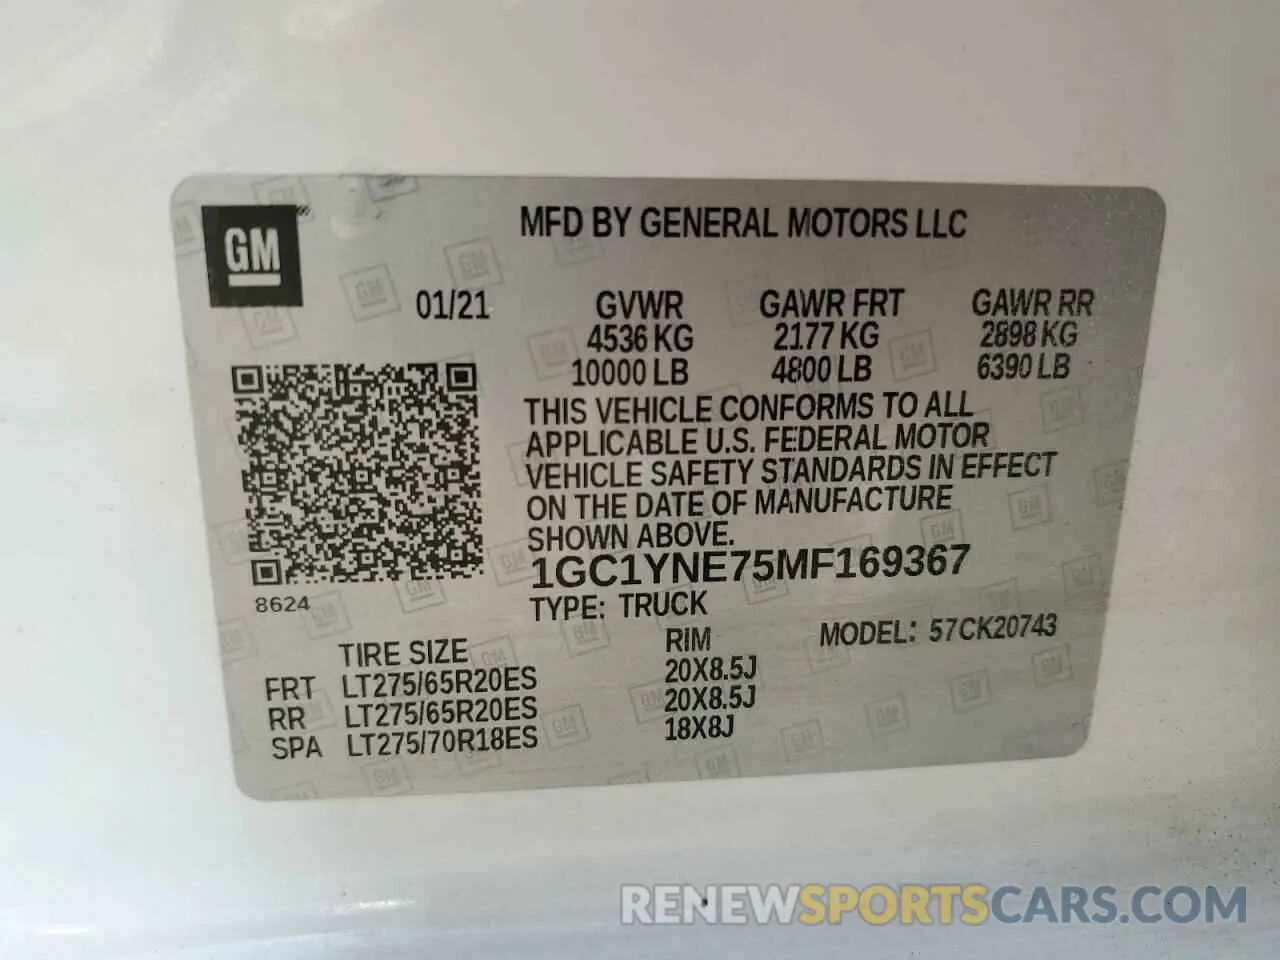 GM
MFD BY GENERAL MOTORS LLC
01/21
GVWR GAWR FRT GAWR RR
4536 KG 2177 KG 2898 KG
10000 LB 4800 LB 6390 LB
THIS VEHICLE CONFORMS TO ALL
APPLICABLE U.S. FEDERAL MOTOR
VEHICLE SAFETY STANDARDS IN EFFECT
ON THE DATE OF MANUFACTURE
SHOWN ABOVE.
1GC1YNE75MF169367
8624
TYPE: TRUCK
MODEL: 57CK20743
TIRE SIZE RIM
FRT LT275/65R20ES 20X8.5J
RR LT275/65R20ES 20X8.5J
SPA LT275/70R18ES 18X8J
RENEWSPORTSCARS.COM